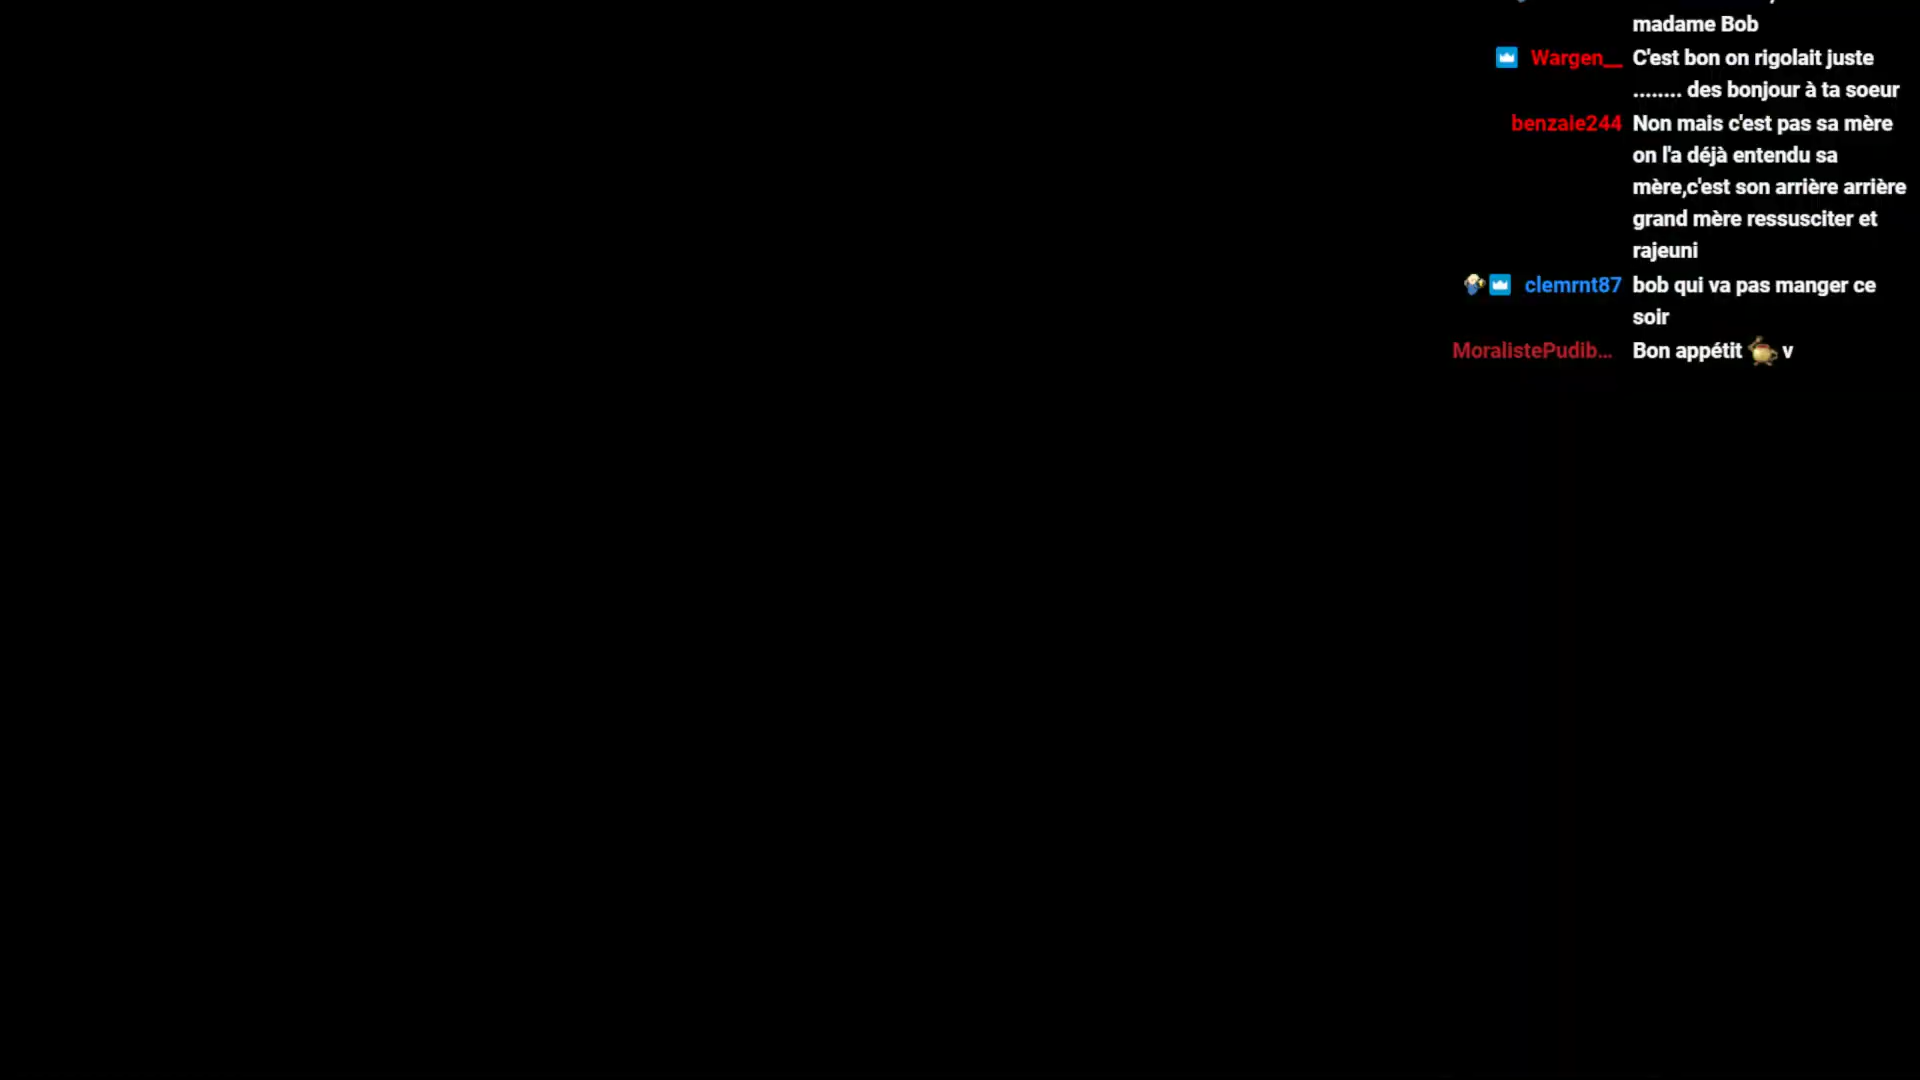 madame Bob
Wargen__ C'est bon on rigolait juste
........ des bonjour à ta soeur
benzaie244 Non mais c'est pas sa mère
on l'a déjà entendu sa
mère,c'est son arrière arrière
grand mère ressusciter et
rajeuni
clemrnt87 bob qui va pas manger ce
soir
MoralistePudib... Bon appétit v